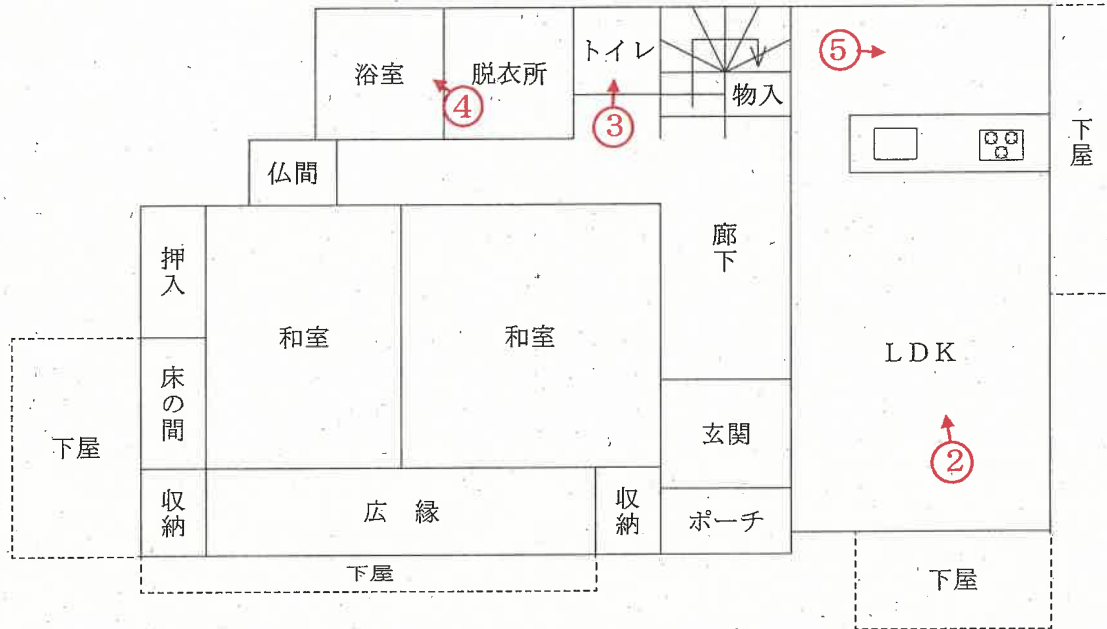 浴室
脱衣所
トイレ
⑤
④
③
物入
下屋
仏間
押入
和室
和室
廊下
LDK
床の間
下屋
玄関
②
収納
広 縁
収納
ポーチ
下屋
下屋